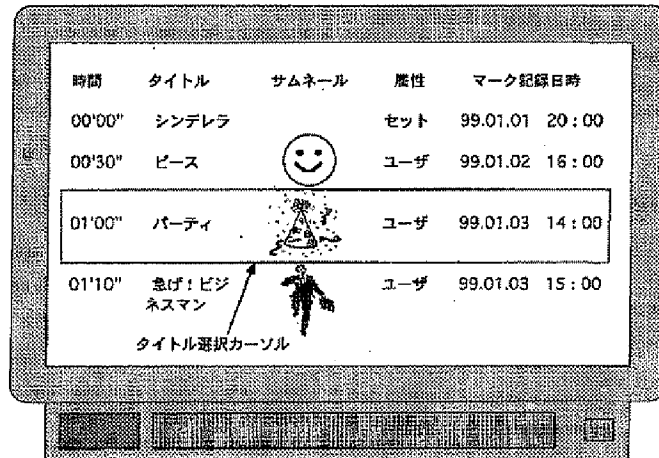 時間 タイトル サムネール 属性 マーク記録日時
00'00" シンデレラ セット 99.01.01 20:00
00'30" ピース ユーザ 99.01.02 16:00
01'00" パーティ ユーザ 99.01.03 14:00
01'10" 急げ!ビジ ユーザ 99.01.03 15:00
ネスマン
タイトル選択カーソル